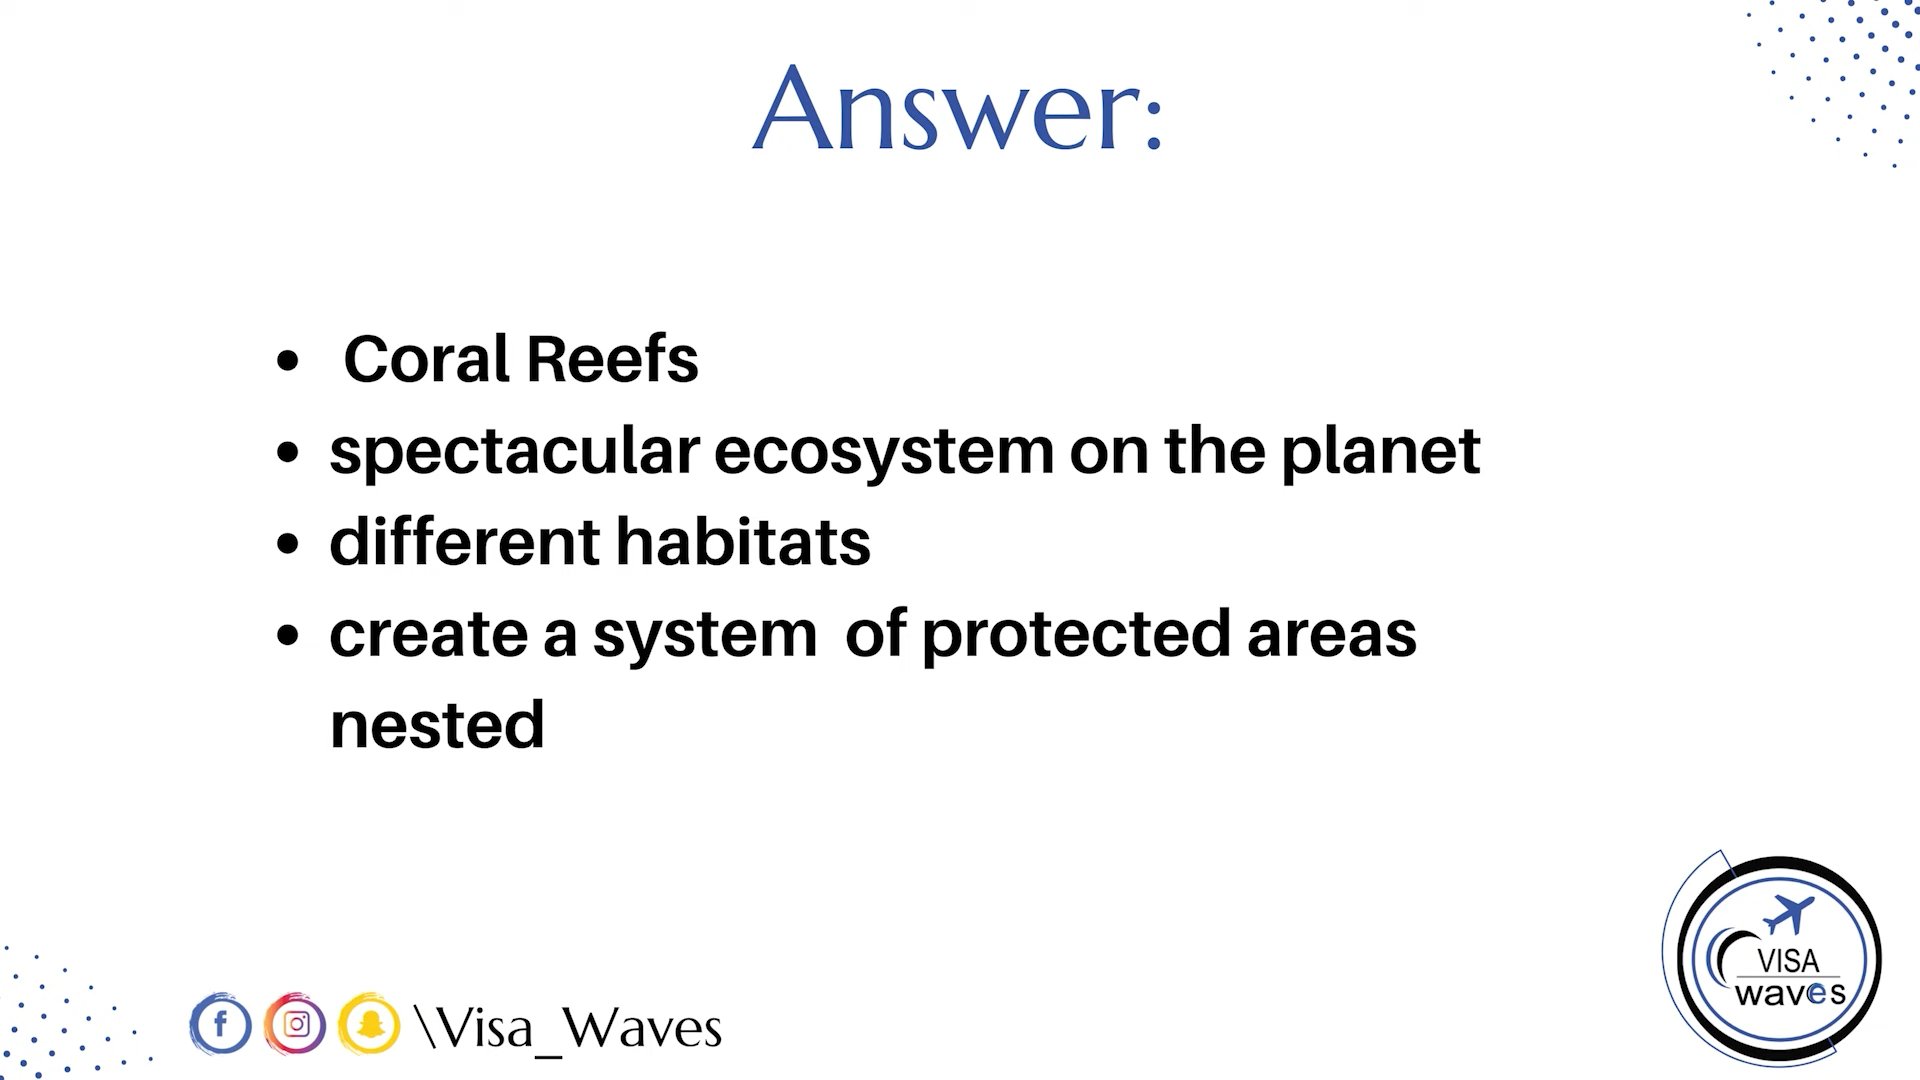 Answer:
• Coral Reefs
• spectacular ecosystem on the planet
• different habitats
• create a system of protected areas
nested
\Visa_Waves
VISA
waves